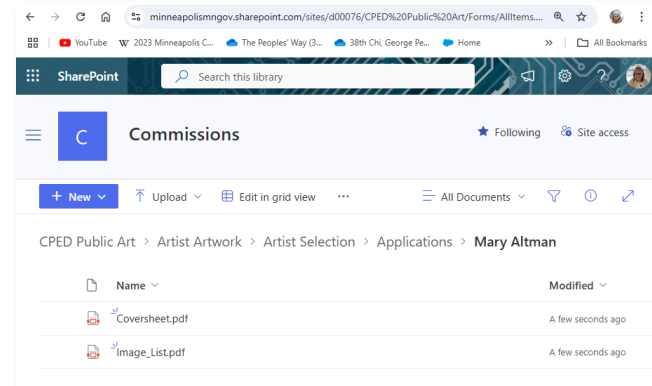 minneapolismngov.sharepoint.com/sites/d00076/CPED%20Public%20Art/Forms/AllItems....
YouTube W 2023 Minneapolis C... The Peoples' Way (3... 38th Chi, George Pe... Home » All Bookmarks
SharePoint Search this library ?
C Commissions Following Site access
+ New Upload Edit in grid view ... All Documents
CPED Public Art > Artist Artwork > Artist Selection > Applications > Mary Altman
Name Modified
Coversheet.pdf A few seconds ago
Image_List.pdf A few seconds ago